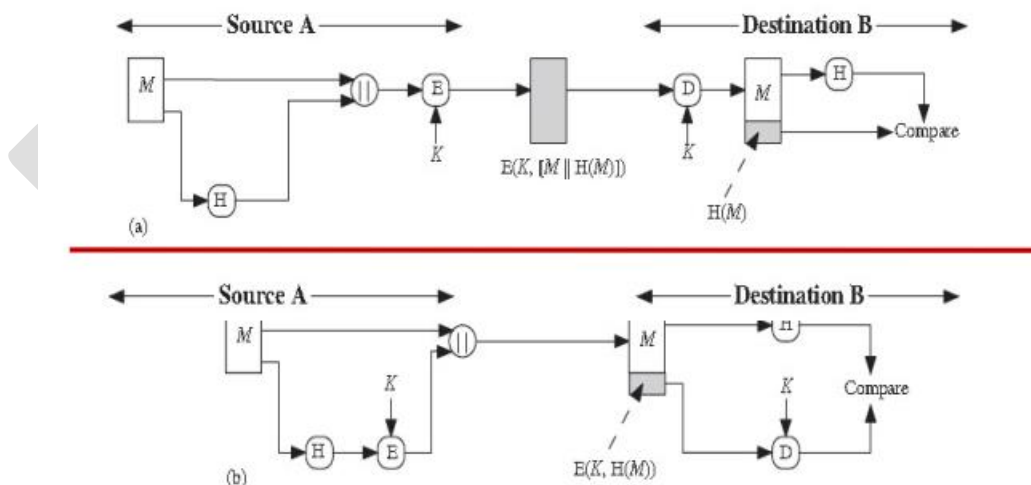 Source A
Destination B
M
||
E
D
M
H
Compare
K
K
E(K, [M || H(M)])
H
H(M)
(a)
Source A
Destination B
M
||
M
H
K
K
Compare
H
E
D
E(K, H(M))
(b)